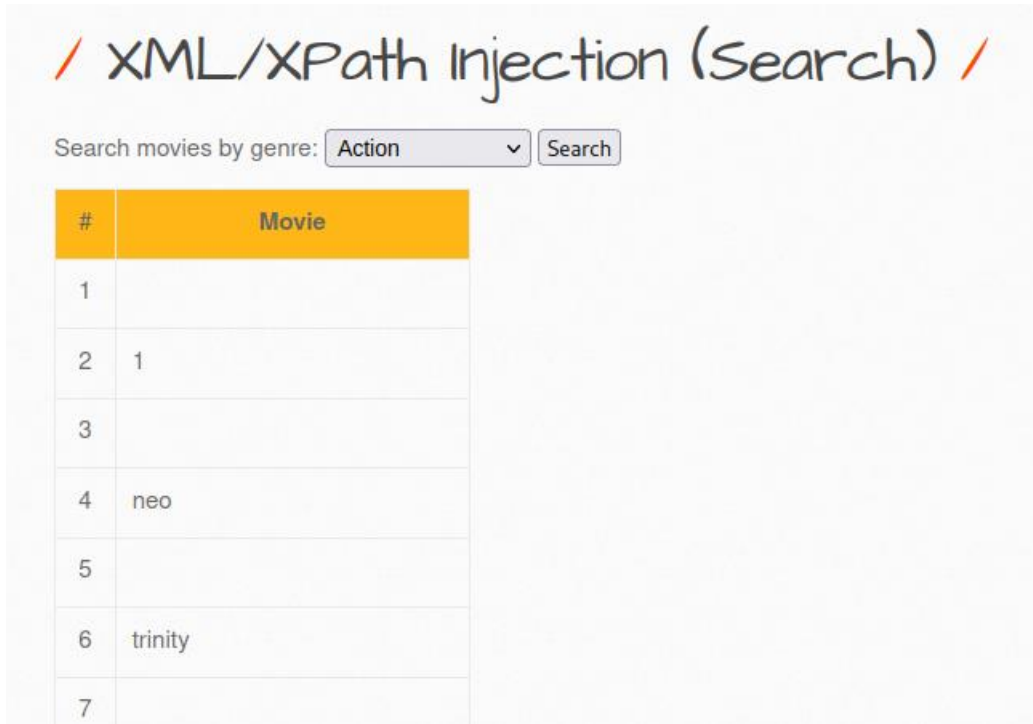 / XML/XPath Injection (Search) /
Search movies by genre: Action Search
# Movie
1
2 1
3
4 neo
5
6 trinity
7